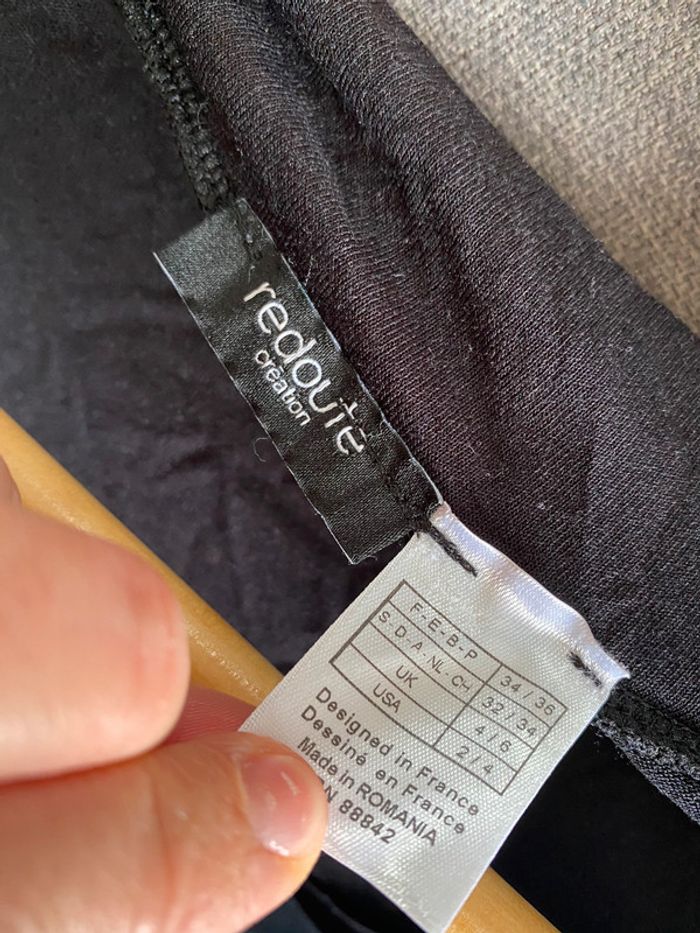 redoute
création
F-E-B-P 34 / 36
S-D-A-NL-CH 32 / 34
UK 4 / 6
USA 2 / 4
Designed in France
Dessiné en France
Made in ROMANIA
N 88842